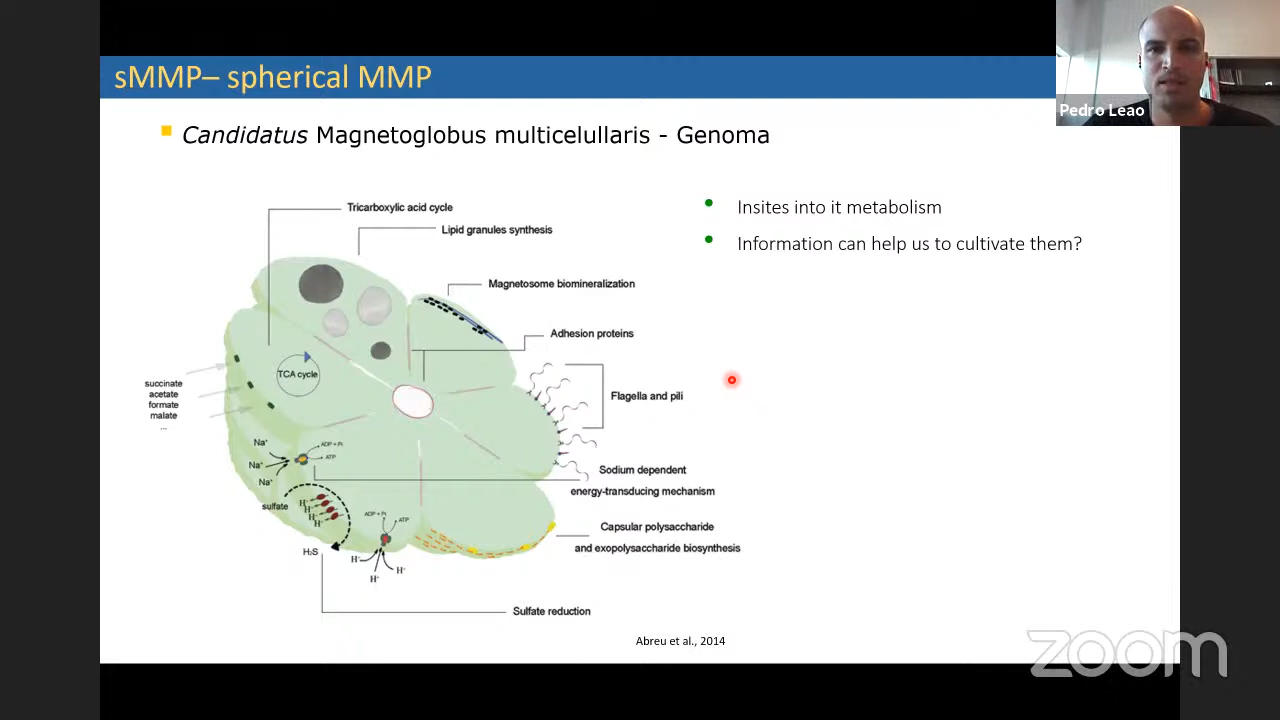 sMMP– spherical MMP
Pedro Leao
Candidatus Magnetoglobus multicelullaris - Genoma
Insites into it metabolism
Information can help us to cultivate them?
Tricarboxylic acid cycle
Lipid granules synthesis
Magnetosome biomineralization
Adhesion proteins
TCA cycle
succinate
acetate
formate
malate
...
Flagella and pili
Na⁺
ADP + Pi
ATP
Na⁺
Na⁺
Sodium dependent
energy-transducing mechanism
sulfate
H⁺
H⁺
H⁺
H⁺
ADP + Pi
ATP
Capsular polysaccharide
and exopolysaccharide biosynthesis
H₂S
H⁺
H⁺
H⁺
Sulfate reduction
Abreu et al., 2014
zoom